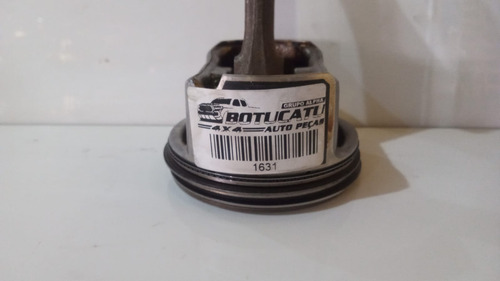 GRUPO ALPHA
BOTUCATU
4x4 AUTO PEÇAS
1631